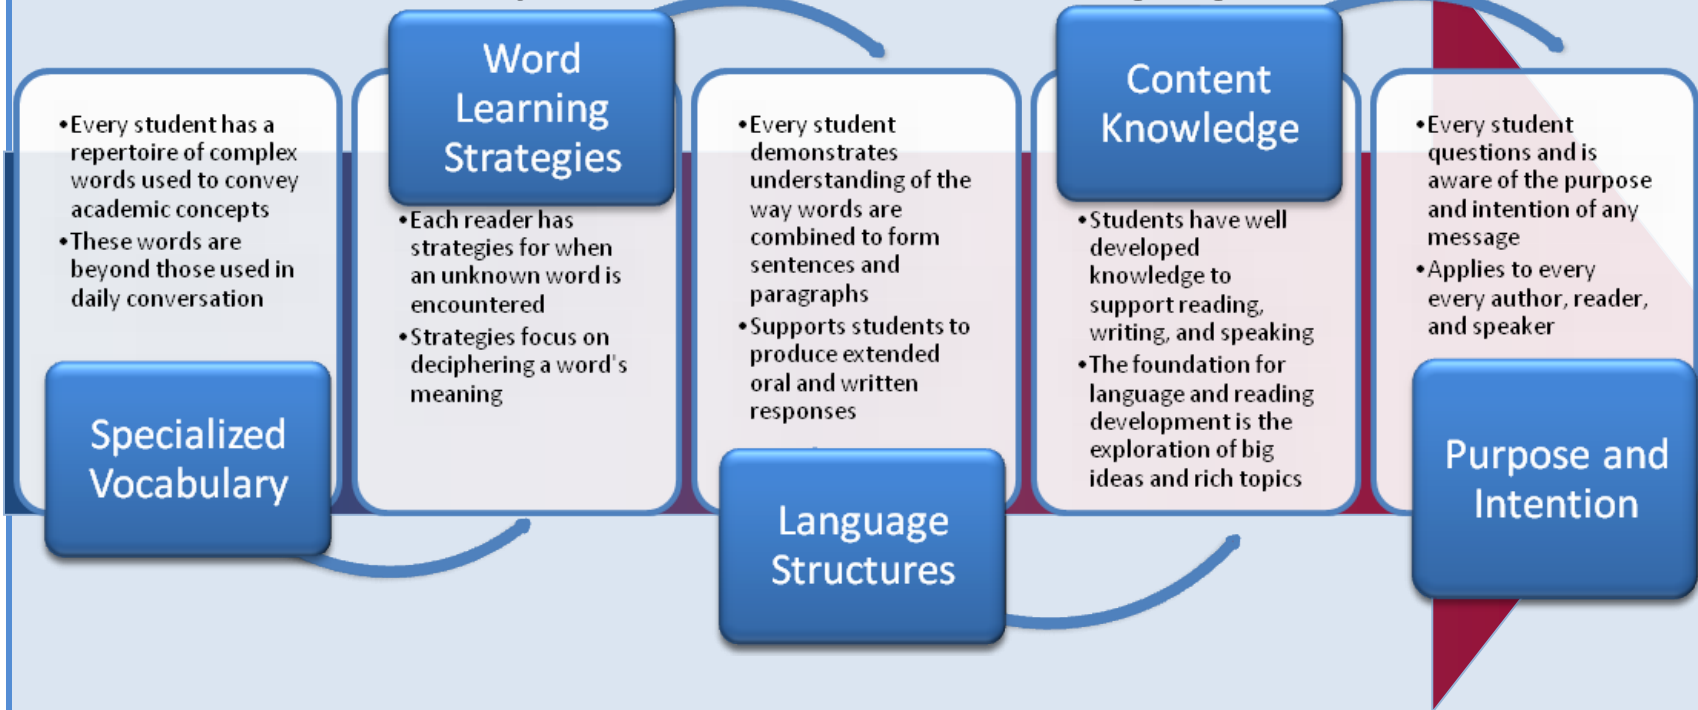 •Every student has a
repertoire of complex
words used to convey
academic concepts
•These words are
beyond those used in
daily conversation
Specialized
Vocabulary
Word
Learning
Strategies
•Each reader has
strategies for when
an unknown word is
encountered
•Strategies focus on
deciphering a word's
meaning
•Every student
demonstrates
understanding of the
way words are
combined to form
sentences and
paragraphs
•Supports students to
produce extended
oral and written
responses
Language
Structures
Content
Knowledge
•Students have well
developed
knowledge to
support reading,
writing, and speaking
•The foundation for
language and reading
development is the
exploration of big
ideas and rich topics
•Every student
questions and is
aware of the purpose
and intention of any
message
•Applies to every
every author, reader,
and speaker
Purpose and
Intention